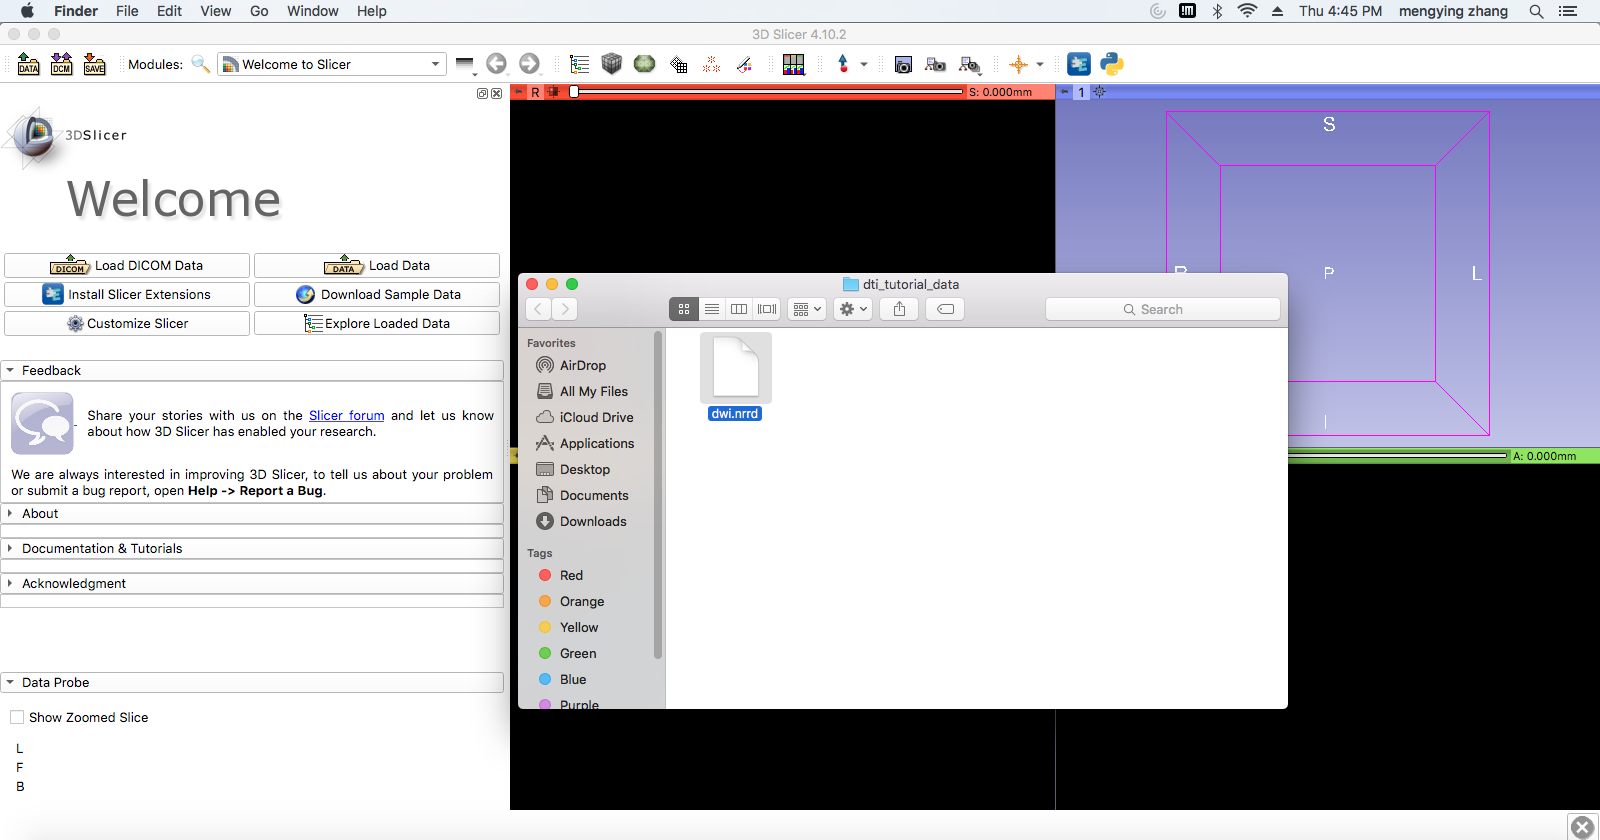 Finder File Edit View Go Window Help Thu 4:45 PM mengying zhang
3D Slicer 4.10.2
DATA DCM SAVE Modules: Welcome to Slicer
R S: 0.000mm 1
3DSlicer
Welcome
DICOM Load DICOM Data DATA Load Data
Install Slicer Extensions Download Sample Data
Customize Slicer Explore Loaded Data
Feedback
Share your stories with us on the Slicer forum and let us know
about how 3D Slicer has enabled your research.
We are always interested in improving 3D Slicer, to tell us about your problem
or submit a bug report, open Help -> Report a Bug.
About
Documentation & Tutorials
Acknowledgment
Data Probe
Show Zoomed Slice
L
F
B
S
P
L
I
A: 0.000mm
dti_tutorial_data
Search
Favorites
AirDrop
All My Files
iCloud Drive
Applications
Desktop
Documents
Downloads
Tags
Red
Orange
Yellow
Green
Blue
Purple
dwi.nrrd